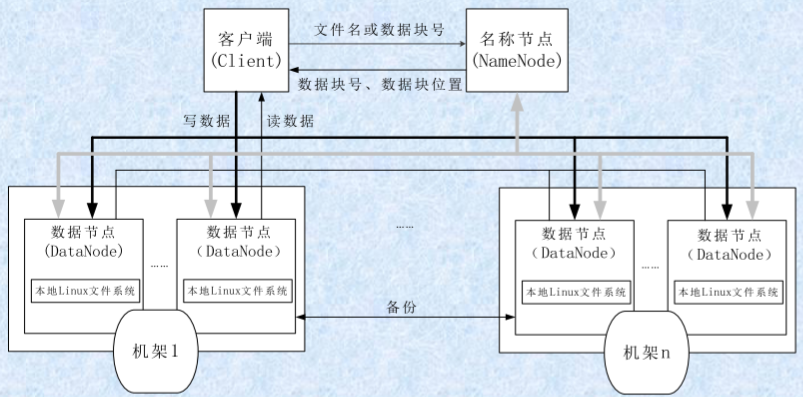 客户端
(Client)
文件名或数据块号
名称节点
(NameNode)
数据块号、数据块位置
写数据
读数据
数据节点
(DataNode)
……
本地Linux文件系统
数据节点
（DataNode）
本地Linux文件系统
机架1
……
备份
数据节点
（DataNode）
……
本地Linux文件系统
数据节点
（DataNode）
本地Linux文件系统
机架n